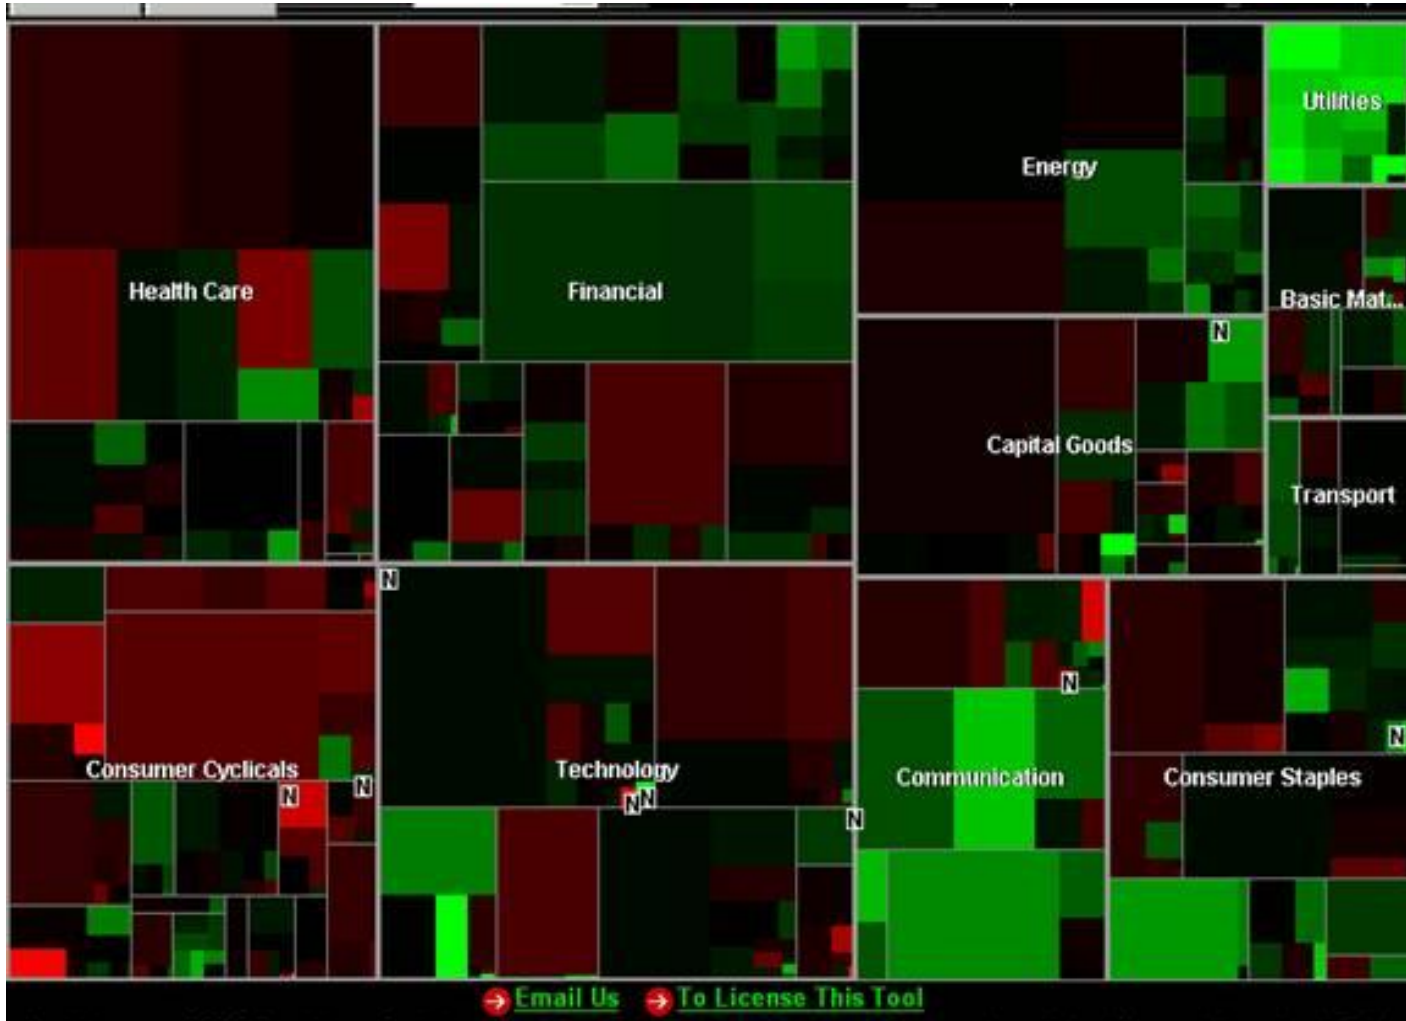 Utilities
Energy
Health Care
Financial
Basic Mat...
N
Capital Goods
Transport
N
N
N
Consumer Cyclicals
Technology
Communication
Consumer Staples
N
N
N
N
N
Email Us
To License This Tool